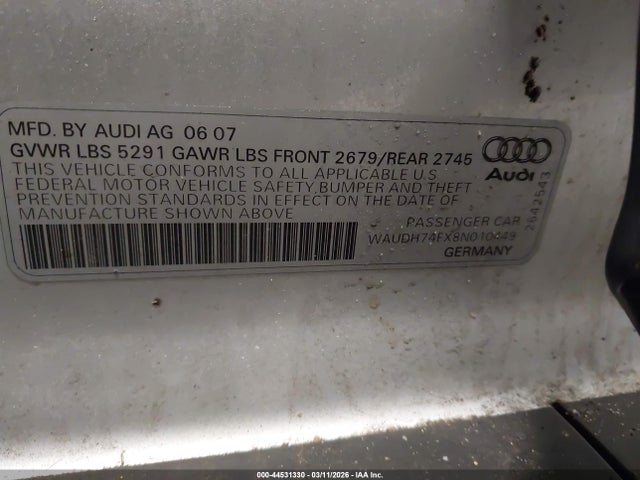 MFD. BY AUDI AG 06 07
GVWR LBS 5291 GAWR LBS FRONT 2679/REAR 2745
THIS VEHICLE CONFORMS TO ALL APPLICABLE U.S
FEDERAL MOTOR VEHICLE SAFETY,BUMPER AND THEFT
PREVENTION STANDARDS IN EFFECT ON THE DATE OF
MANUFACTURE SHOWN ABOVE
Audi
2642543
PASSENGER CAR
WAUDH74FX8N010449
GERMANY
000-44531330 - 03/11/2026 - IAA Inc.